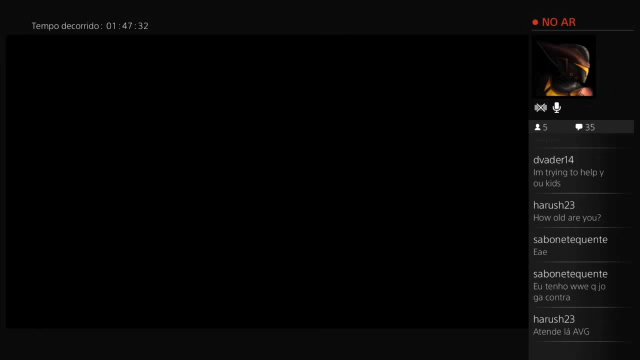 Tempo decorrido: 01:47:32
NO AR
5
35
dvader14
Im trying to help y
ou kids
harush23
How old are you?
sabonetequente
Eae
sabonetequente
Eu tenho wwe q jo
ga contra
harush23
Atende lá AVG